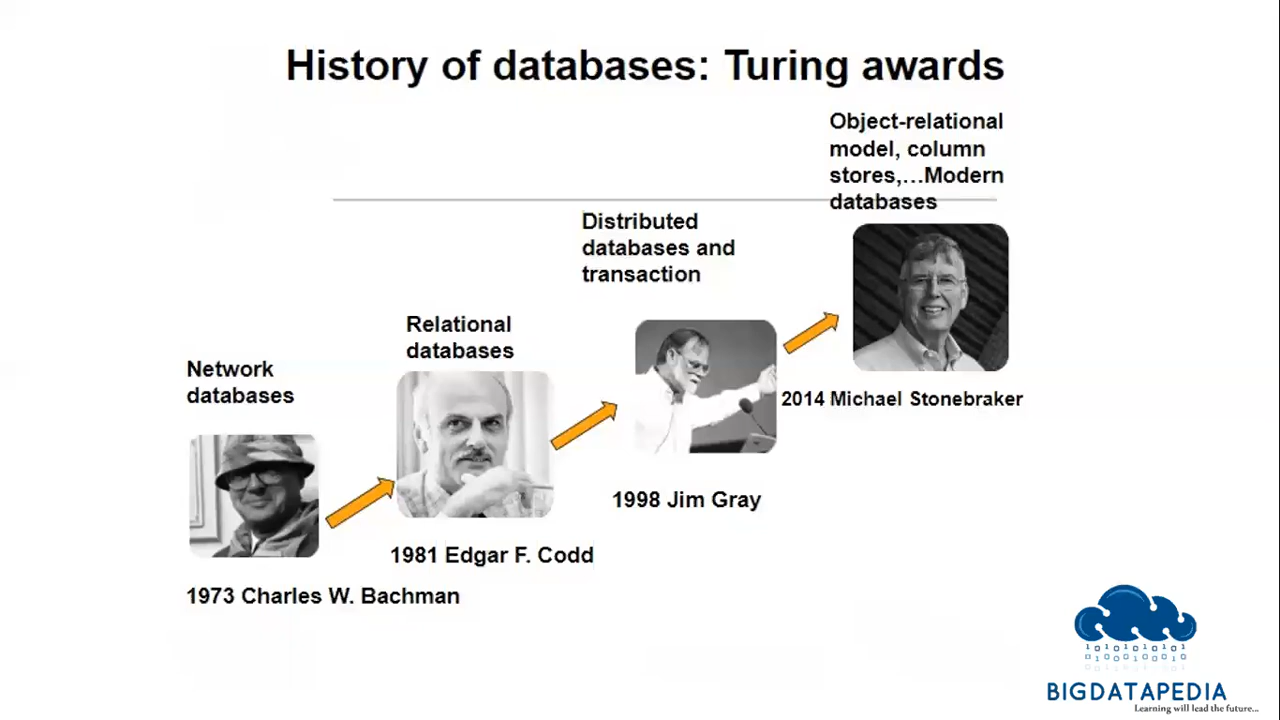 History of databases: Turing awards
Object-relational
model, column
stores,...Modern
databases
Distributed
databases and
transaction
Relational
databases
Network
databases
2014 Michael Stonebraker
1998 Jim Gray
1981 Edgar F. Codd
1973 Charles W. Bachman
1010101010
010101010
BIGDATAPEDIA
Learning will lead the future...